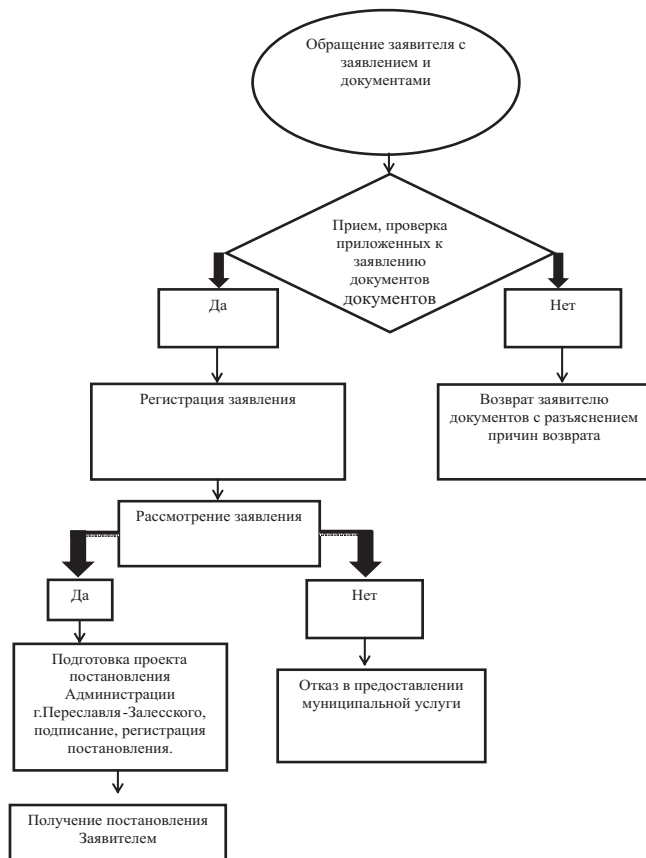 Обращение заявителя с
заявлением и
документами
Прием, проверка
приложенных к
заявлению
документов
документов
Да
Нет
Регистрация заявления
Возврат заявителю
документов с разъяснением
причин возврата
Рассмотрение заявления
Да
Нет
Подготовка проекта
постановления
Администрации
г.Переславля-Залесского,
подписание, регистрация
постановления.
Отказ в предоставлении
муниципальной услуги
Получение постановления
Заявителем